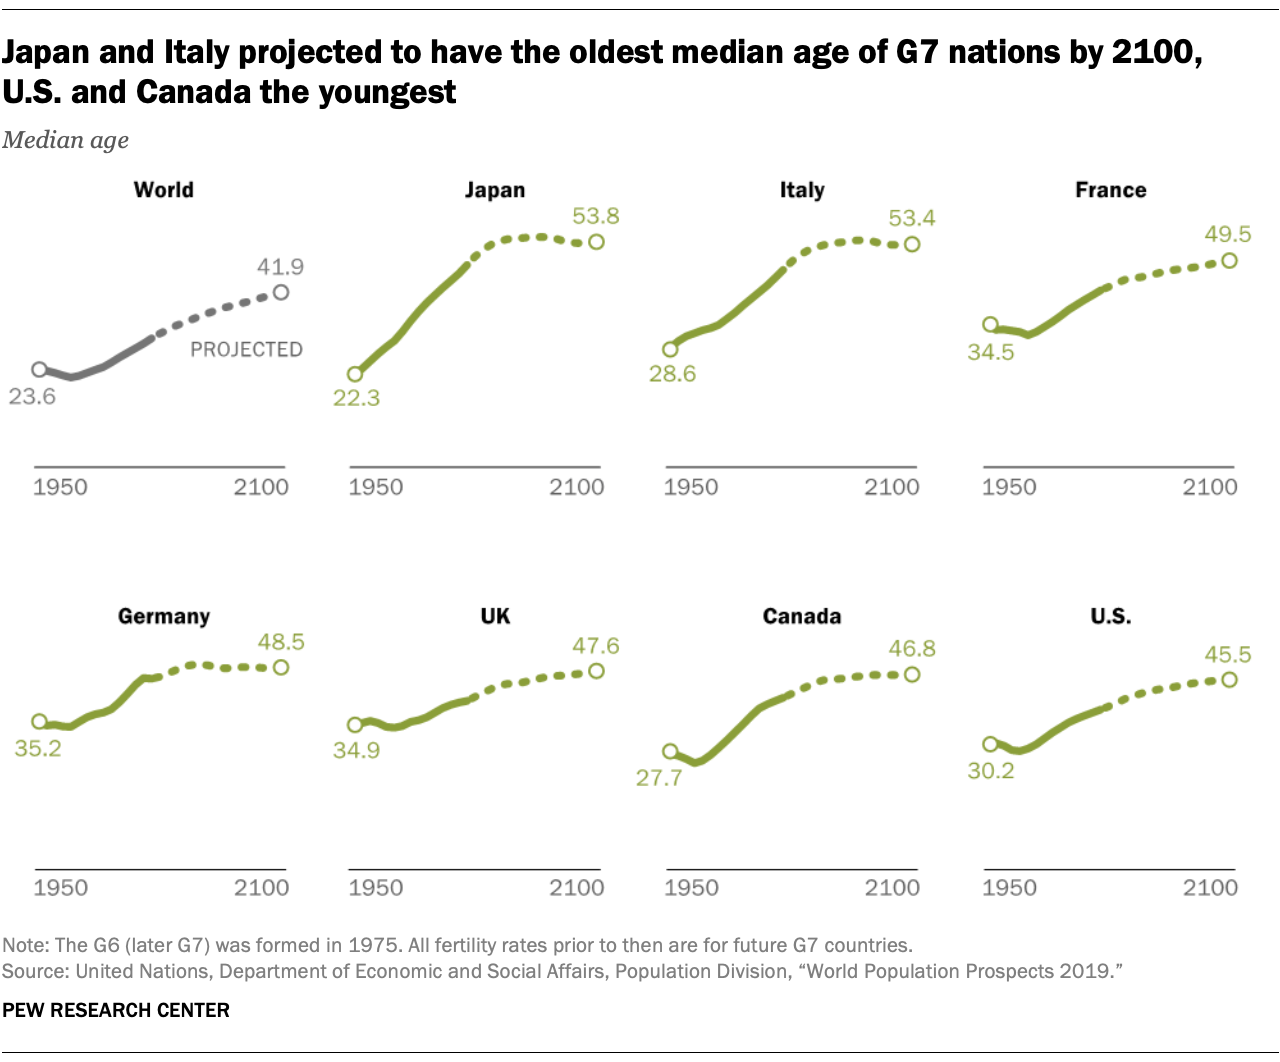 Japan and Italy projected to have the oldest median age of G7 nations by 2100,
U.S. and Canada the youngest
Median age
World
Japan
Italy
France
41.9
PROJECTED
23.6
53.8
22.3
53.4
28.6
49.5
34.5
1950 2100
1950 2100
1950 2100
1950 2100
Germany
UK
Canada
U.S.
48.5
35.2
47.6
34.9
46.8
27.7
45.5
30.2
1950 2100
1950 2100
1950 2100
1950 2100
Note: The G6 (later G7) was formed in 1975. All fertility rates prior to then are for future G7 countries.
Source: United Nations, Department of Economic and Social Affairs, Population Division, “World Population Prospects 2019.”
PEW RESEARCH CENTER